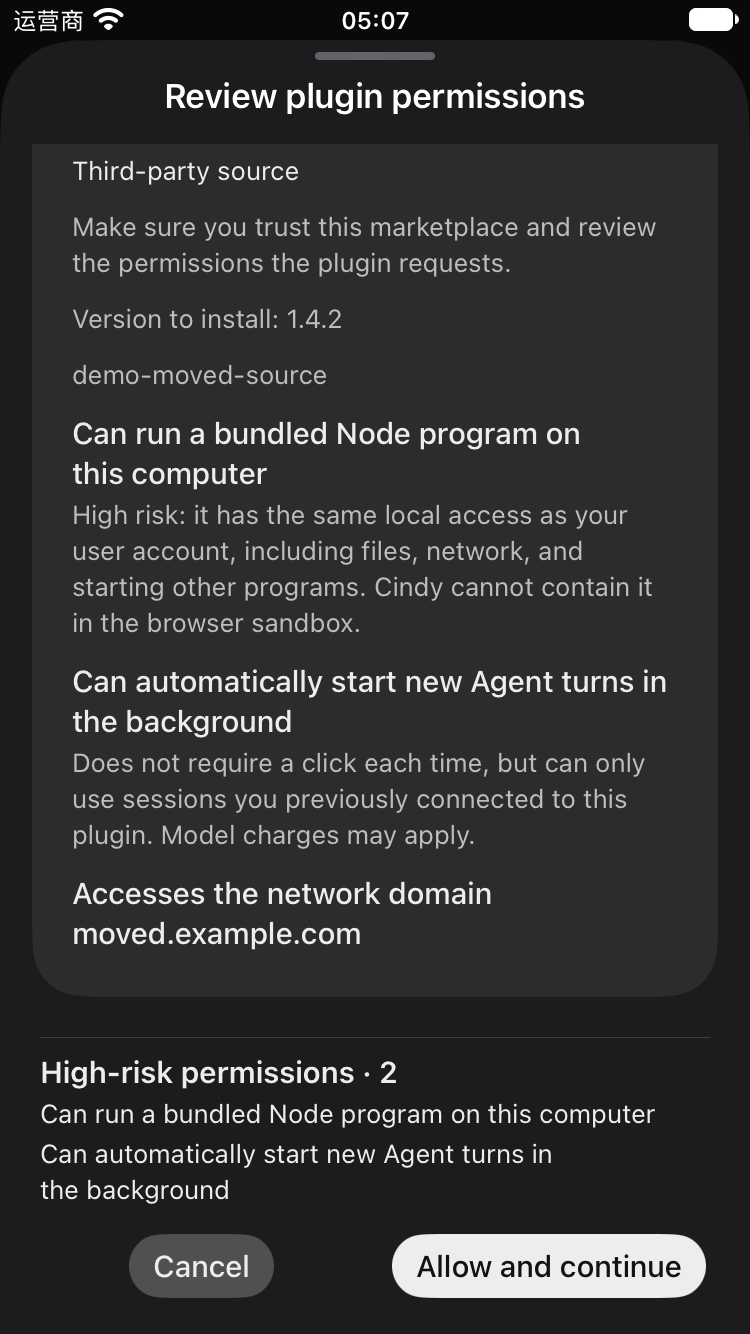 运营商
05:07
Review plugin permissions
Third-party source
Make sure you trust this marketplace and review
the permissions the plugin requests.
Version to install: 1.4.2
demo-moved-source
Can run a bundled Node program on
this computer
High risk: it has the same local access as your
user account, including files, network, and
starting other programs. Cindy cannot contain it
in the browser sandbox.
Can automatically start new Agent turns in
the background
Does not require a click each time, but can only
use sessions you previously connected to this
plugin. Model charges may apply.
Accesses the network domain
moved.example.com
High-risk permissions · 2
Can run a bundled Node program on this computer
Can automatically start new Agent turns in
the background
Cancel
Allow and continue